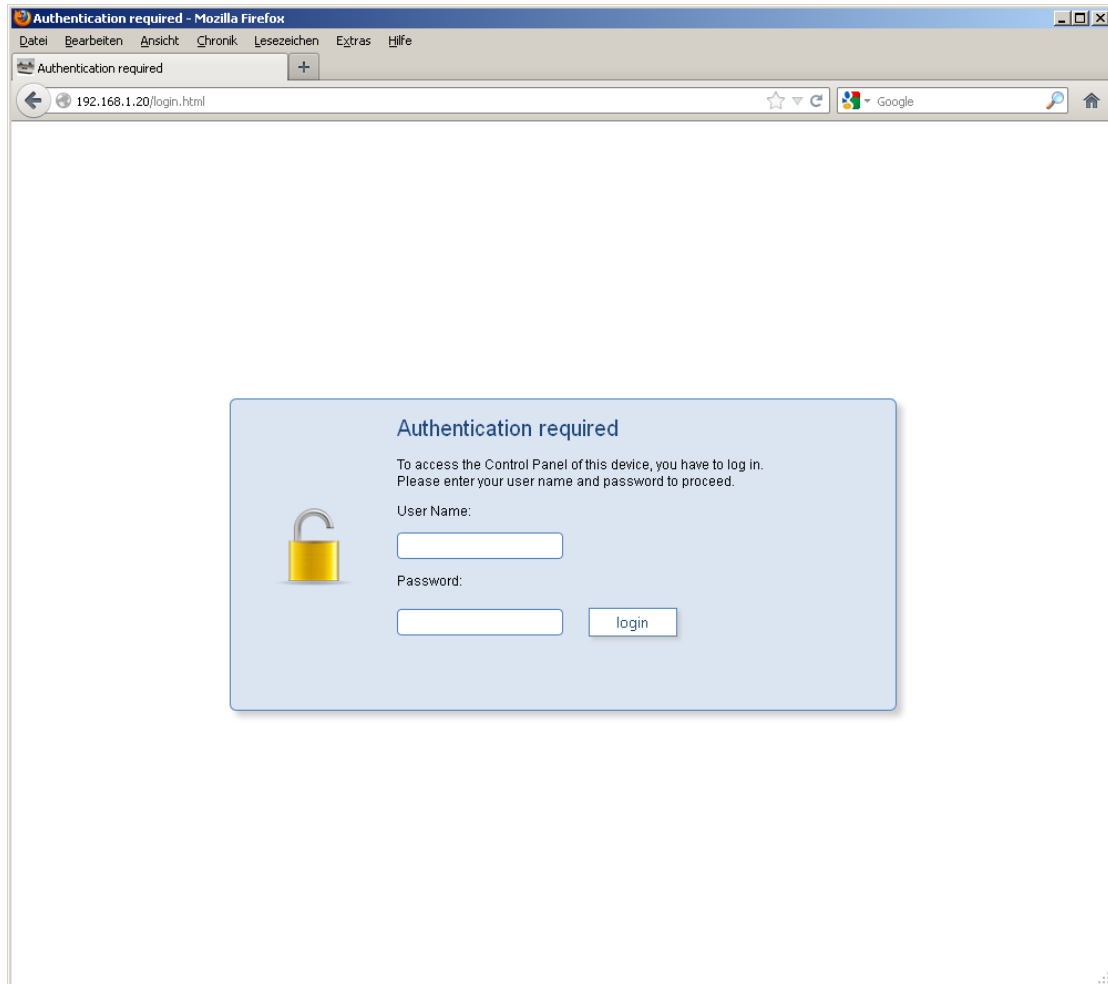 Authentication required - Mozilla Firefox
Datei Bearbeiten Ansicht Chronik Lesezeichen Extras Hilfe
Authentication required
192.168.1.20/login.html
Google
Authentication required
To access the Control Panel of this device, you have to log in.
Please enter your user name and password to proceed.
User Name:
Password:
login